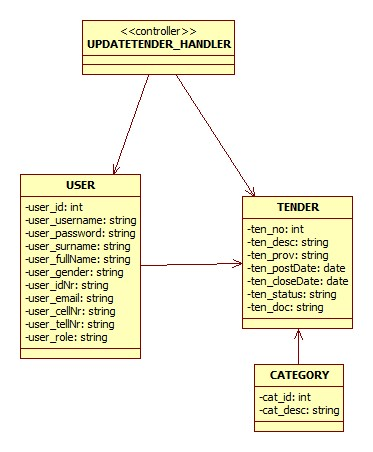 <<controller>>
UPDATETENDER_HANDLER
USER
-user_id: int
-user_username: string
-user_password: string
-user_surname: string
-user_fullName: string
-user_gender: string
-user_idNr: string
-user_email: string
-user_cellNr: string
-user_tellNr: string
-user_role: string
TENDER
-ten_no: int
-ten_desc: string
-ten_prov: string
-ten_postDate: date
-ten_closeDate: date
-ten_status: string
-ten_doc: string
CATEGORY
-cat_id: int
-cat_desc: string